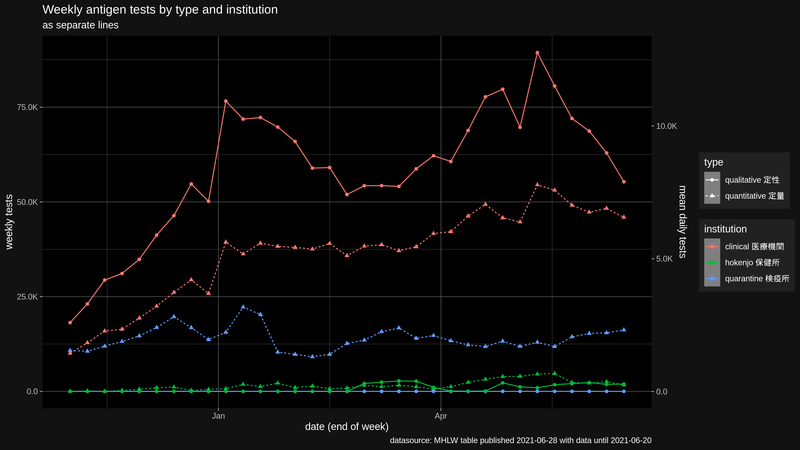 Weekly antigen tests by type and institution
as separate lines
75.0K
50.0K
25.0K
0.0
weekly tests
10.0K
5.0K
0.0
mean daily tests
Jan
Apr
date (end of week)
type
qualitative 定性
quantitative 定量
institution
clinical 医療機関
hokenjo 保健所
quarantine 検疫所
datasource: MHLW table published 2021-06-28 with data until 2021-06-20